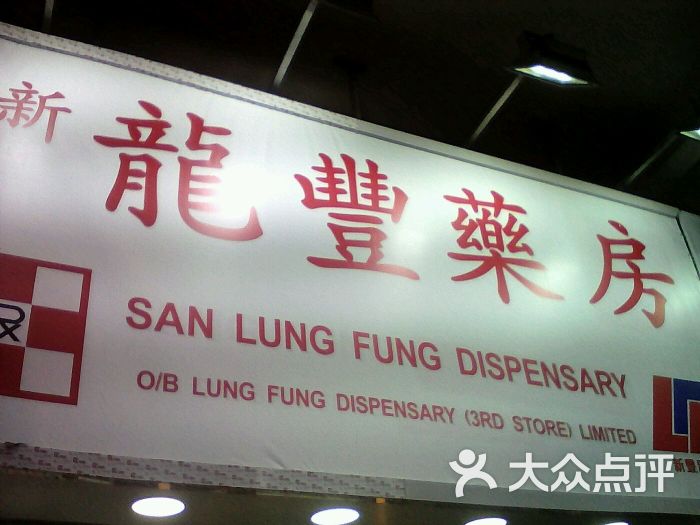 新 龍豐藥房
SAN LUNG FUNG DISPENSARY
O/B LUNG FUNG DISPENSARY (3RD STORE) LIMITED
大众点评